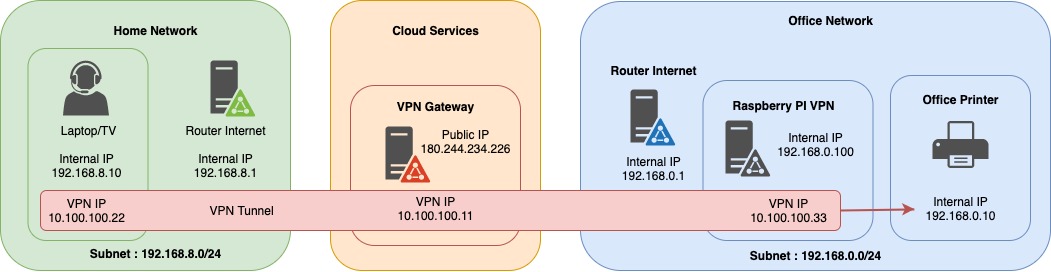 Home Network
Laptop/TV
Internal IP
192.168.8.10
Router Internet
Internal IP
192.168.8.1
Cloud Services
VPN Gateway
Public IP
180.244.234.226
Office Network
Router Internet
Internal IP
192.168.0.1
Raspberry PI VPN
Internal IP
192.168.0.100
Office Printer
Internal IP
192.168.0.10
VPN IP
10.100.100.22
VPN Tunnel
VPN IP
10.100.100.11
VPN IP
10.100.100.33
Subnet : 192.168.8.0/24
Subnet : 192.168.0.0/24